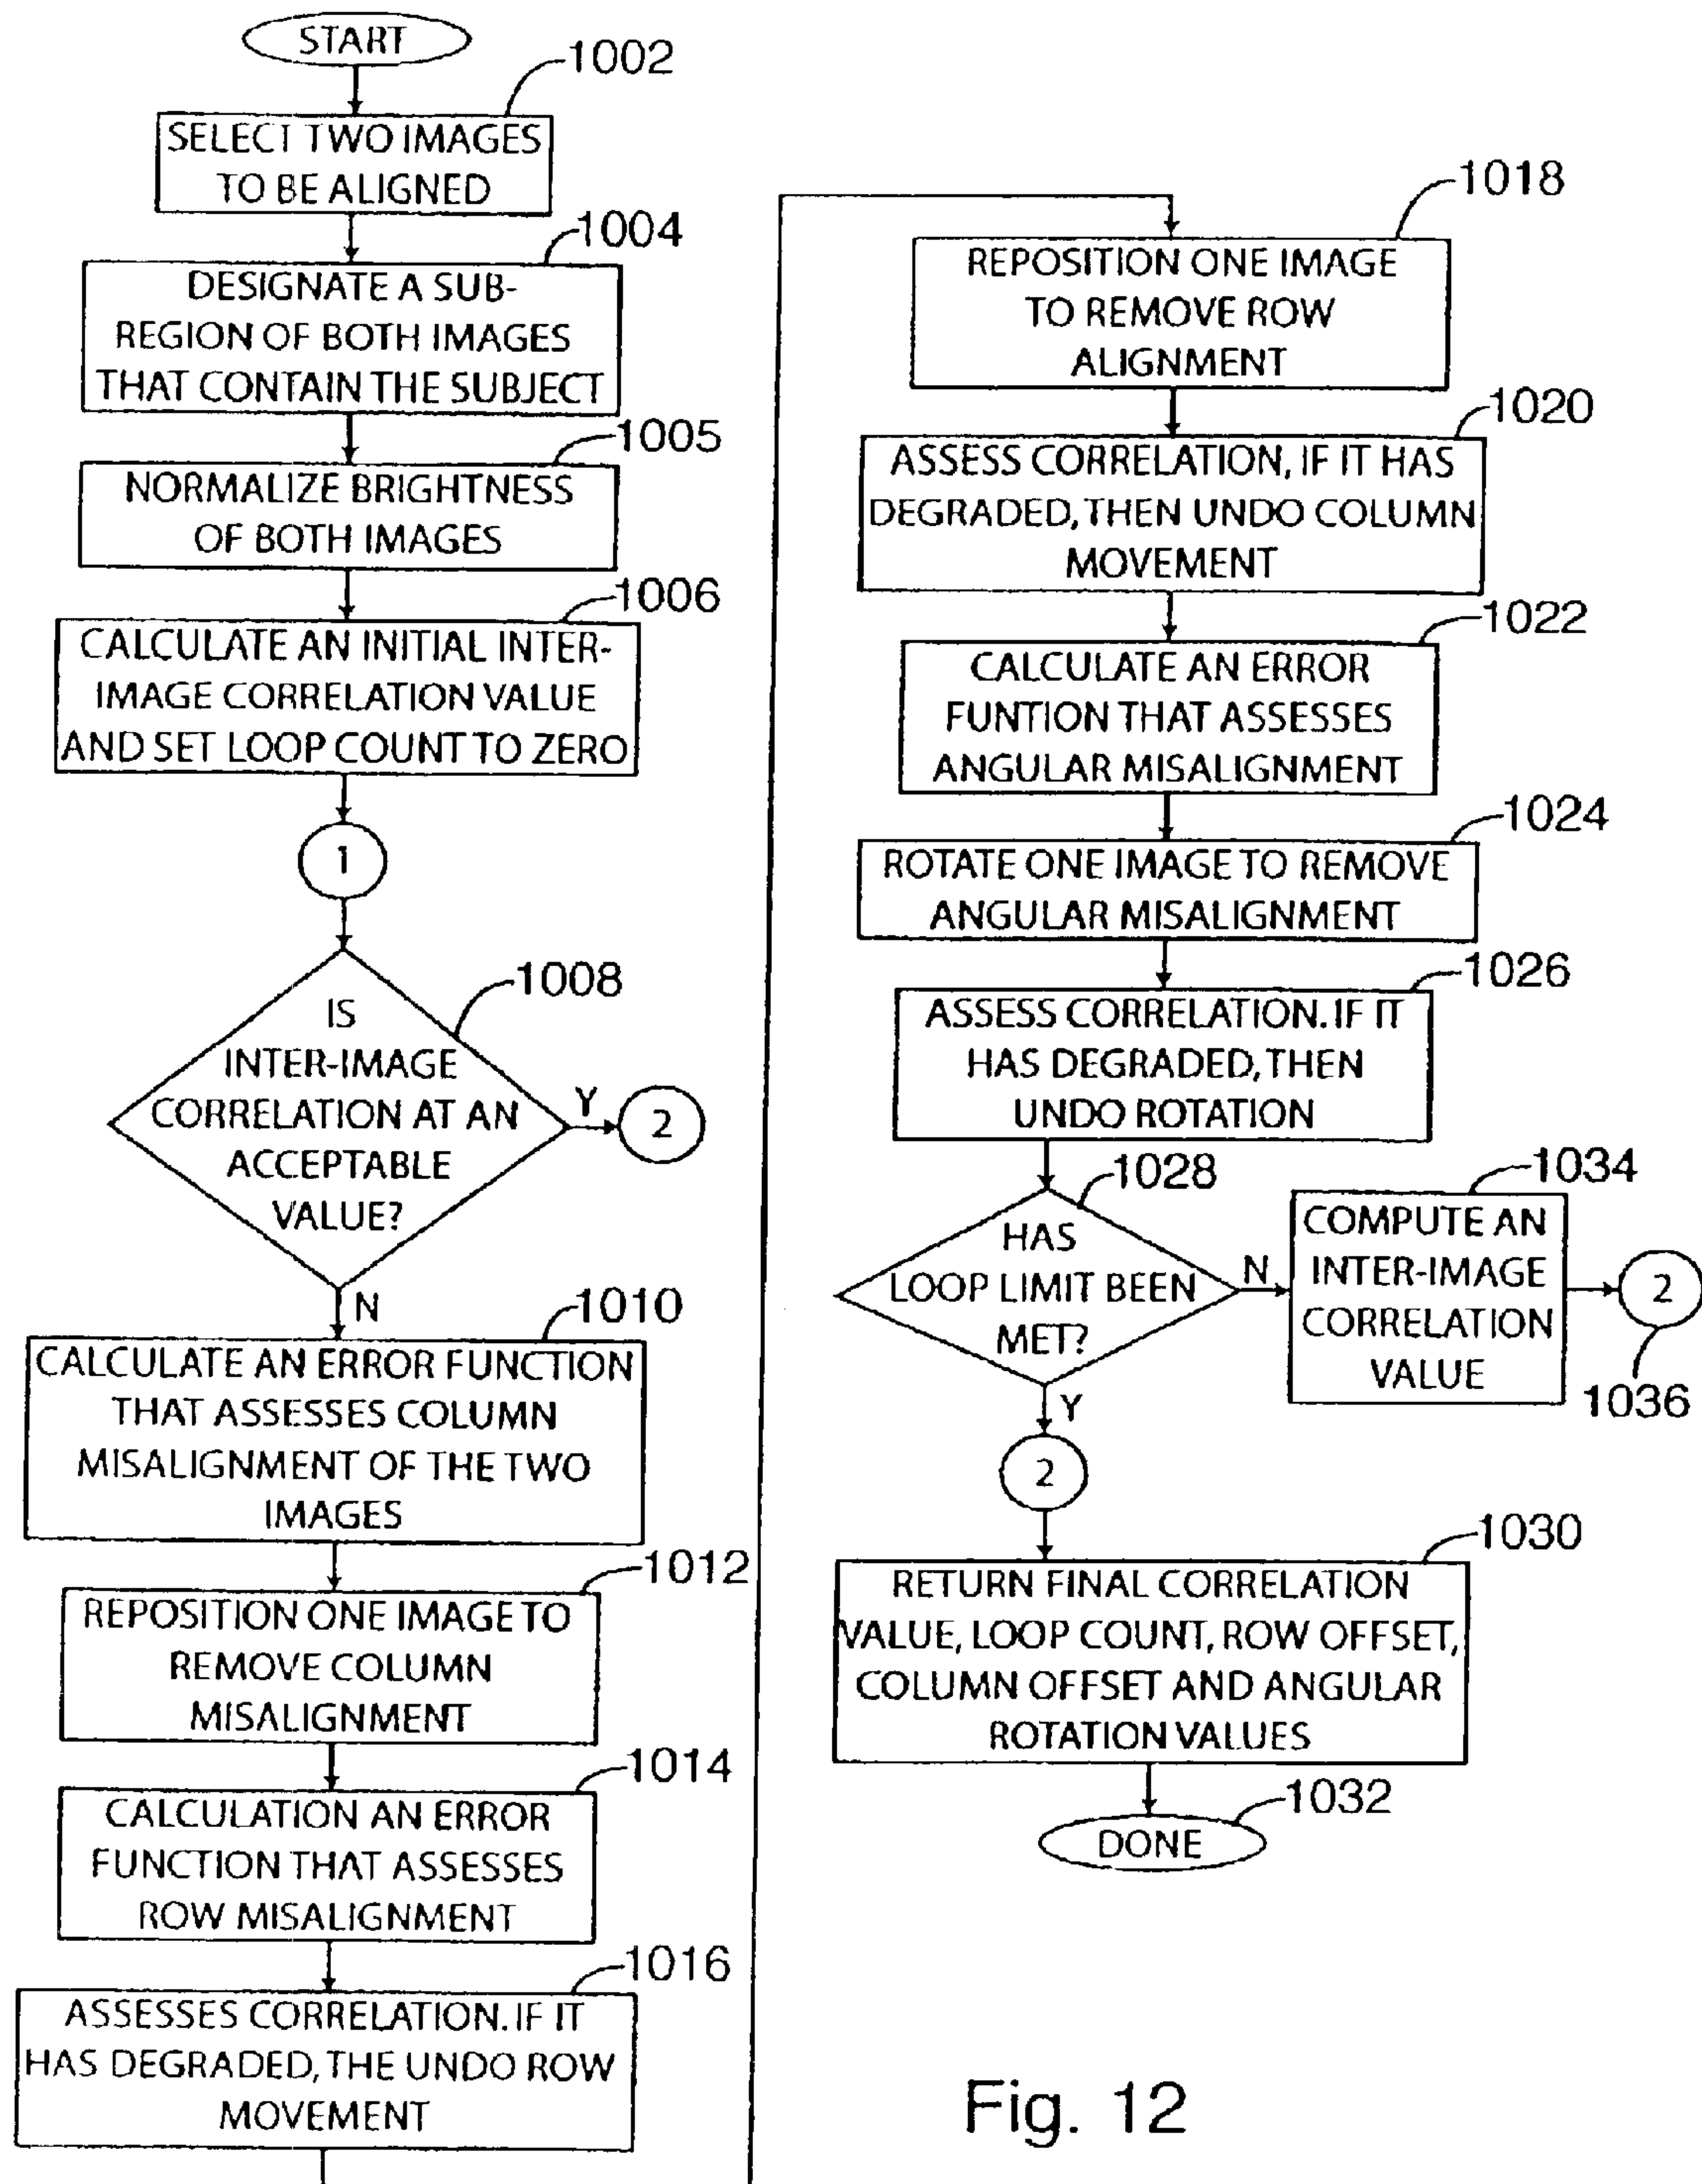 START
1002
SELECT TWO IMAGES
TO BE ALIGNED
1004
DESIGNATE A SUB-
REGION OF BOTH IMAGES
THAT CONTAIN THE SUBJECT
1005
NORMALIZE BRIGHTNESS
OF BOTH IMAGES
1006
CALCULATE AN INITIAL INTER-
IMAGE CORRELATION VALUE
AND SET LOOP COUNT TO ZERO
1
1008
IS
INTER-IMAGE
CORRELATION AT AN
ACCEPTABLE
VALUE?
Y
2
N
1010
CALCULATE AN ERROR FUNCTION
THAT ASSESSES COLUMN
MISALIGNMENT OF THE TWO
IMAGES
1012
REPOSITION ONE IMAGE TO
REMOVE COLUMN
MISALIGNMENT
1014
CALCULATION AN ERROR
FUNCTION THAT ASSESSES
ROW MISALIGNMENT
1016
ASSESSES CORRELATION. IF IT
HAS DEGRADED, THE UNDO ROW
MOVEMENT
1018
REPOSITION ONE IMAGE
TO REMOVE ROW
ALIGNMENT
1020
ASSESS CORRELATION, IF IT HAS
DEGRADED, THEN UNDO COLUMN
MOVEMENT
1022
CALCULATE AN ERROR
FUNTION THAT ASSESSES
ANGULAR MISALIGNMENT
1024
ROTATE ONE IMAGE TO REMOVE
ANGULAR MISALIGNMENT
1026
ASSESS CORRELATION. IF IT
HAS DEGRADED, THEN
UNDO ROTATION
1028
HAS
LOOP LIMIT BEEN
MET?
N
1034
COMPUTE AN
INTER-IMAGE
CORRELATION
VALUE
2
1036
Y
2
1030
RETURN FINAL CORRELATION
VALUE, LOOP COUNT, ROW OFFSET,
COLUMN OFFSET AND ANGULAR
ROTATION VALUES
1032
DONE
Fig. 12